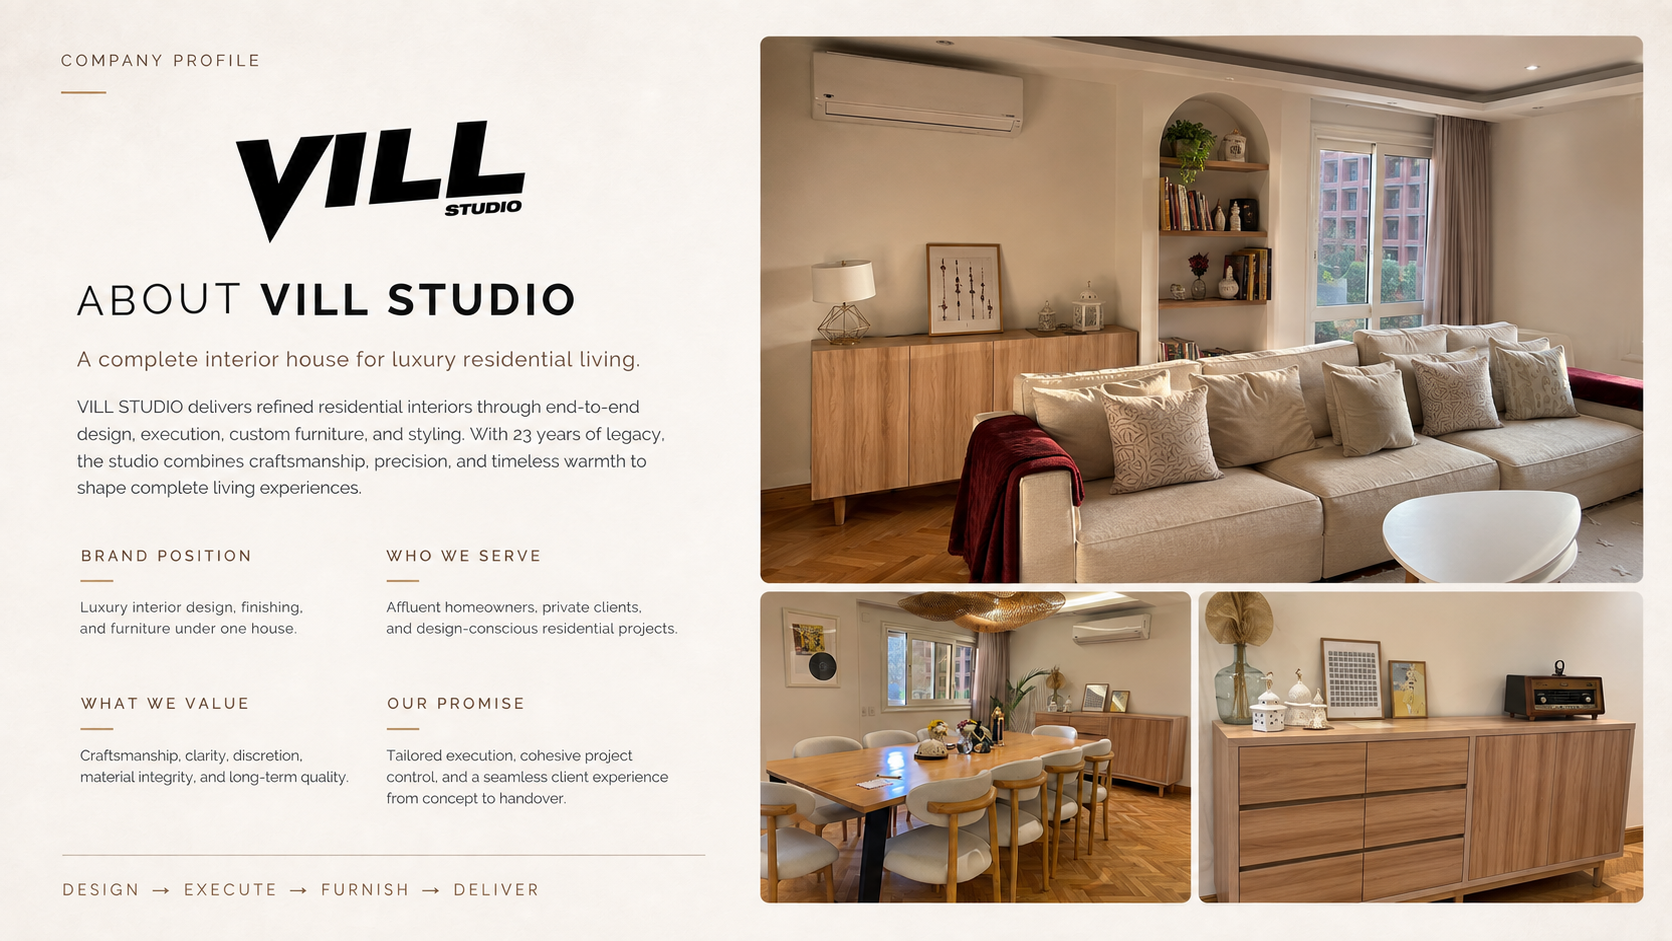 COMPANY PROFILE
VILL
STUDIO
ABOUT VILL STUDIO
A complete interior house for luxury residential living.
VILL STUDIO delivers refined residential interiors through end-to-end
design, execution, custom furniture, and styling. With 23 years of legacy,
the studio combines craftsmanship, precision, and timeless warmth to
shape complete living experiences.
BRAND POSITION
Luxury interior design, finishing,
and furniture under one house.
WHO WE SERVE
Affluent homeowners, private clients,
and design-conscious residential projects.
WHAT WE VALUE
Craftsmanship, clarity, discretion,
material integrity, and long-term quality.
OUR PROMISE
Tailored execution, cohesive project
control, and a seamless client experience
from concept to handover.
DESIGN → EXECUTE → FURNISH → DELIVER